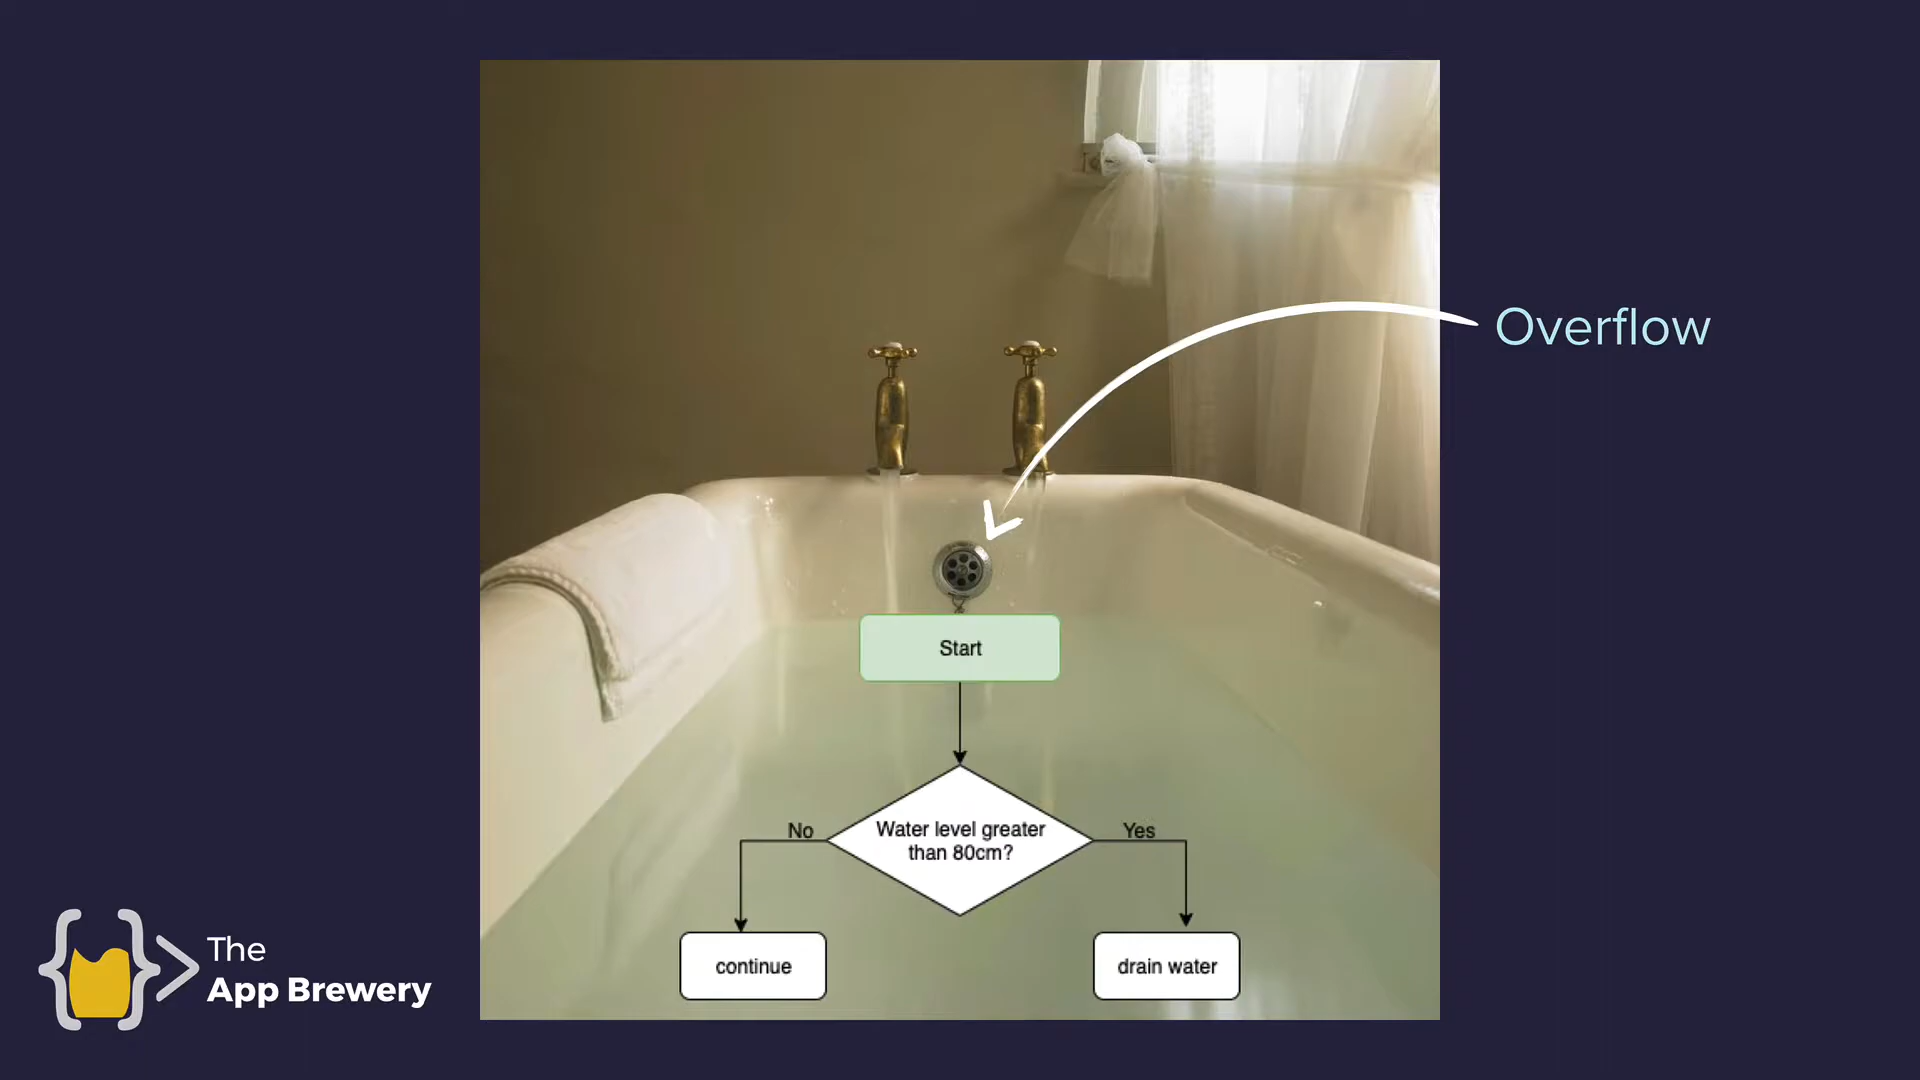 Overflow
Start
Water level greater
than 80cm?
No
Yes
continue
drain water
The
App Brewery